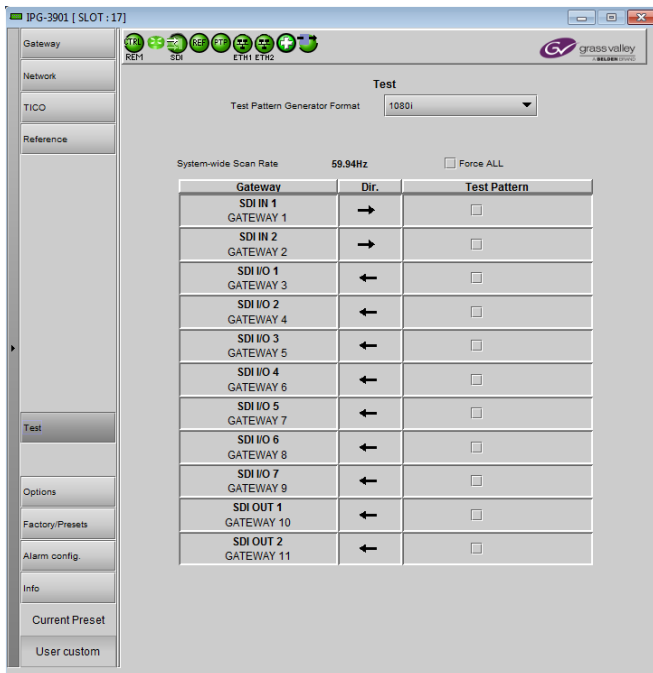 IPG-3901 [ SLOT : 17]
Gateway
Network
TICO
Reference
Test
Options
Factory/Presets
Alarm config.
Info
Current Preset
User custom
CTRL REF PTP
REM SDI ETH1 ETH2
GV grass valley
A BELDEN BRAND
Test
Test Pattern Generator Format 1080i
System-wide Scan Rate 59.94Hz Force ALL
Gateway Dir. Test Pattern
SDI IN 1
GATEWAY 1
SDI IN 2
GATEWAY 2
SDI I/O 1
GATEWAY 3
SDI I/O 2
GATEWAY 4
SDI I/O 3
GATEWAY 5
SDI I/O 4
GATEWAY 6
SDI I/O 5
GATEWAY 7
SDI I/O 6
GATEWAY 8
SDI I/O 7
GATEWAY 9
SDI OUT 1
GATEWAY 10
SDI OUT 2
GATEWAY 11